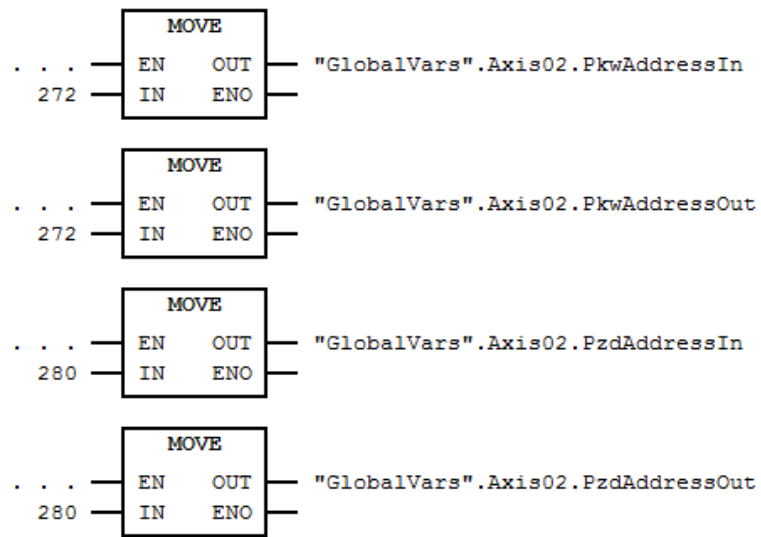 MOVE
. . . EN OUT "GlobalVars".Axis02.PkwAddressIn
272 IN ENO
MOVE
. . . EN OUT "GlobalVars".Axis02.PkwAddressOut
272 IN ENO
MOVE
. . . EN OUT "GlobalVars".Axis02.PzdAddressIn
280 IN ENO
MOVE
. . . EN OUT "GlobalVars".Axis02.PzdAddressOut
280 IN ENO